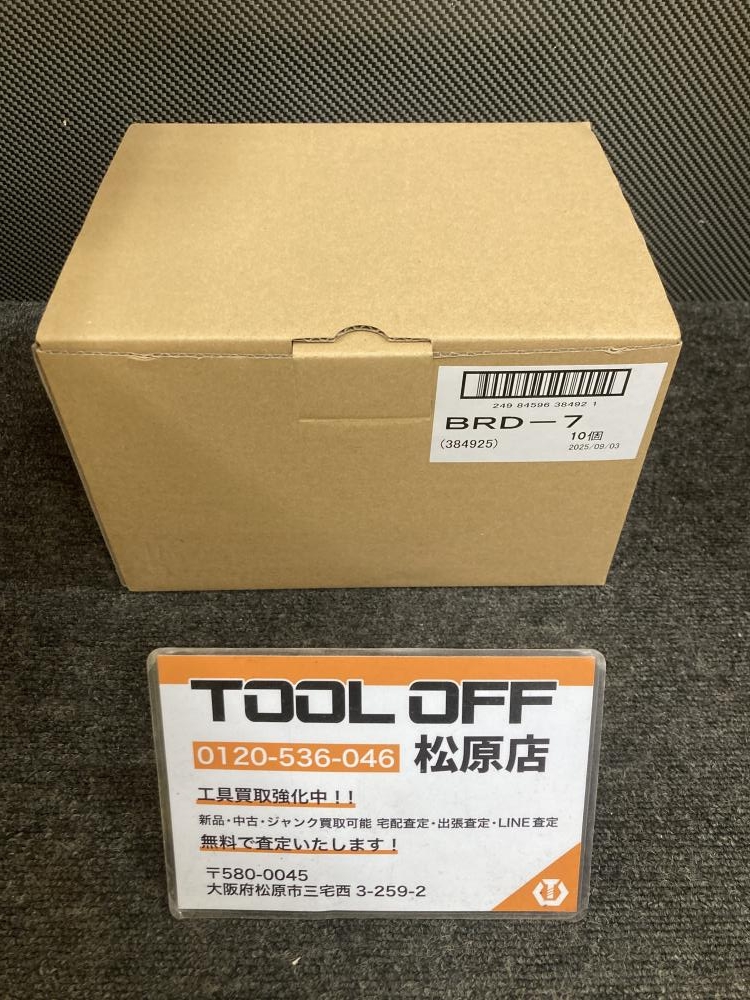 249 84596 38492 1
BRD－7
(384925)
10個
2025/09/03
TOOL OFF
0120-536-046 松原店
工具買取強化中！！
新品・中古・ジャンク買取可能 宅配査定・出張査定・LINE査定
無料で査定いたします！
〒580-0045
大阪府松原市三宅西 3-259-2